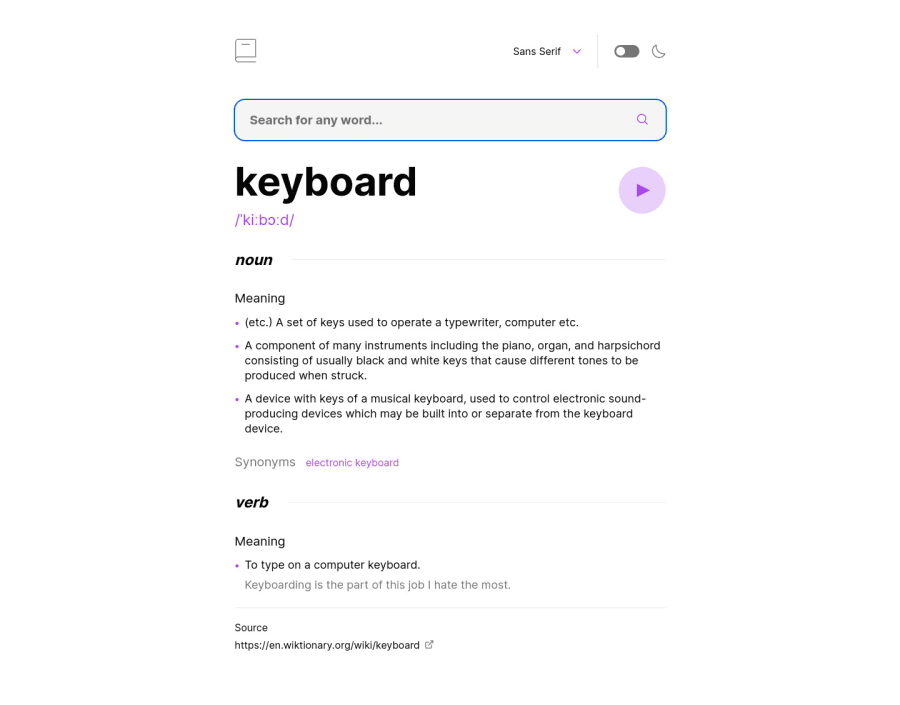 Sans Serif
Search for any word...
keyboard
/ˈkiːbɔːd/
noun
Meaning
(etc.) A set of keys used to operate a typewriter, computer etc.
A component of many instruments including the piano, organ, and harpsichord
consisting of usually black and white keys that cause different tones to be
produced when struck.
A device with keys of a musical keyboard, used to control electronic sound-
producing devices which may be built into or separate from the keyboard
device.
Synonyms electronic keyboard
verb
Meaning
To type on a computer keyboard.
Keyboarding is the part of this job I hate the most.
Source
https://en.wiktionary.org/wiki/keyboard